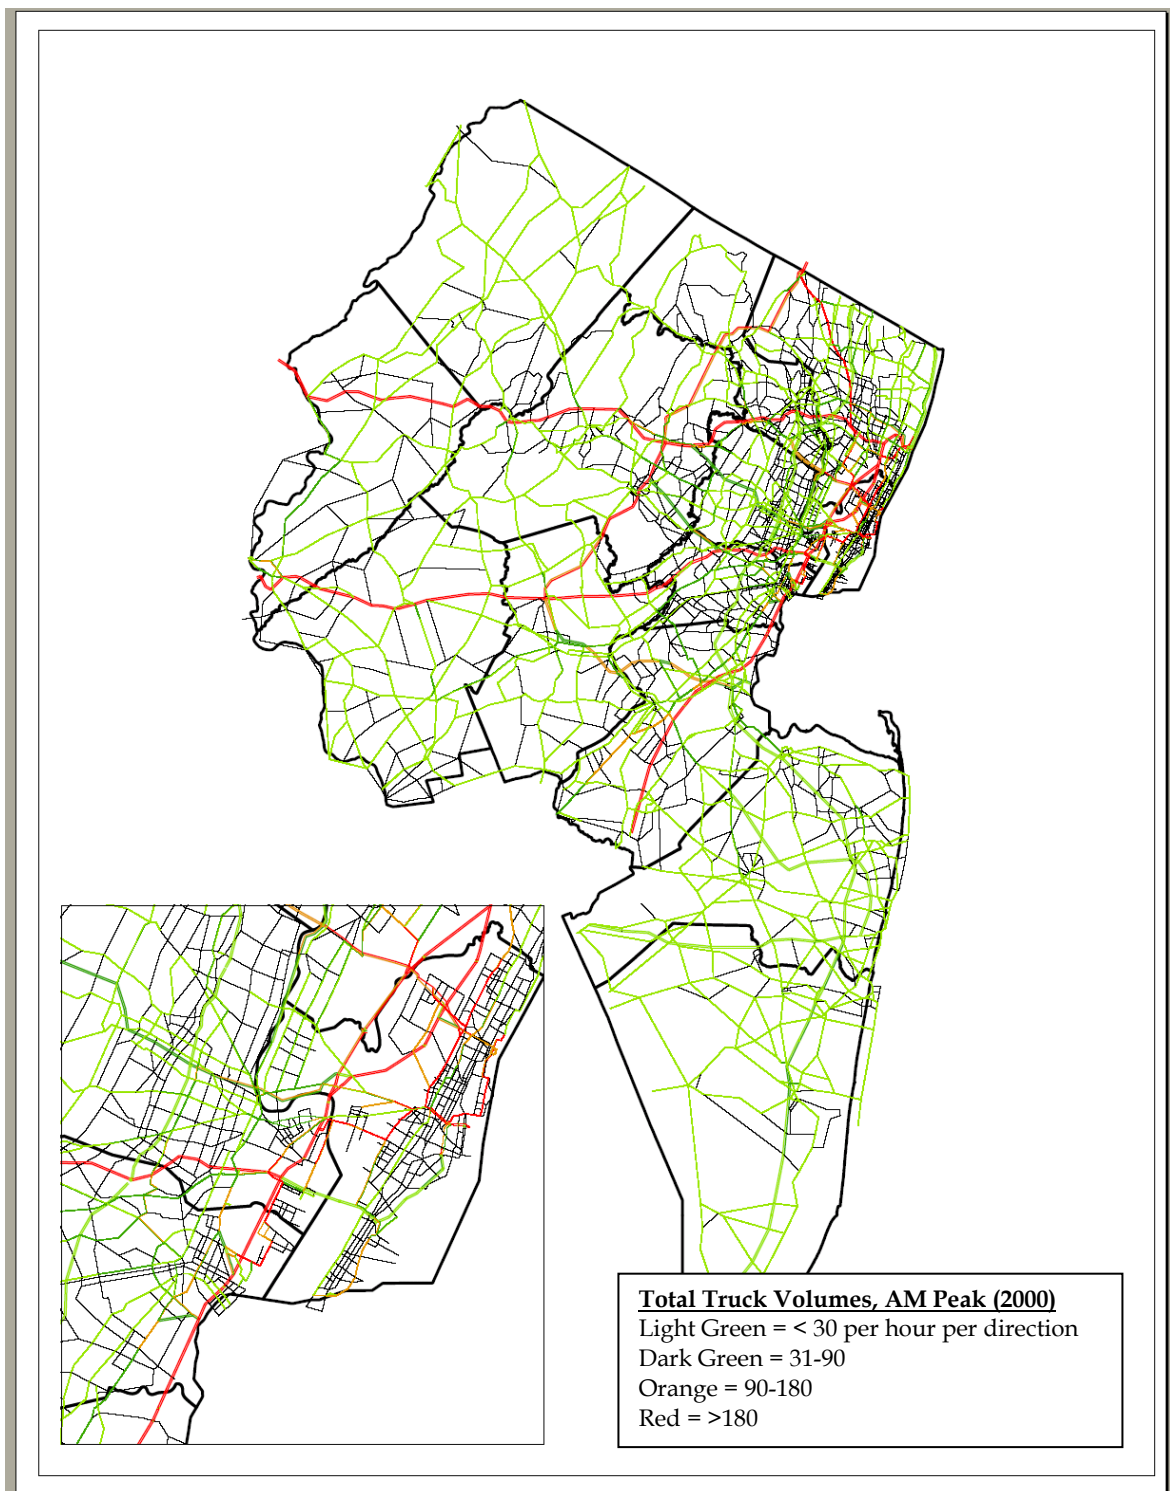 Total Truck Volumes, AM Peak (2000)
Light Green = < 30 per hour per direction
Dark Green = 31-90
Orange = 90-180
Red = >180